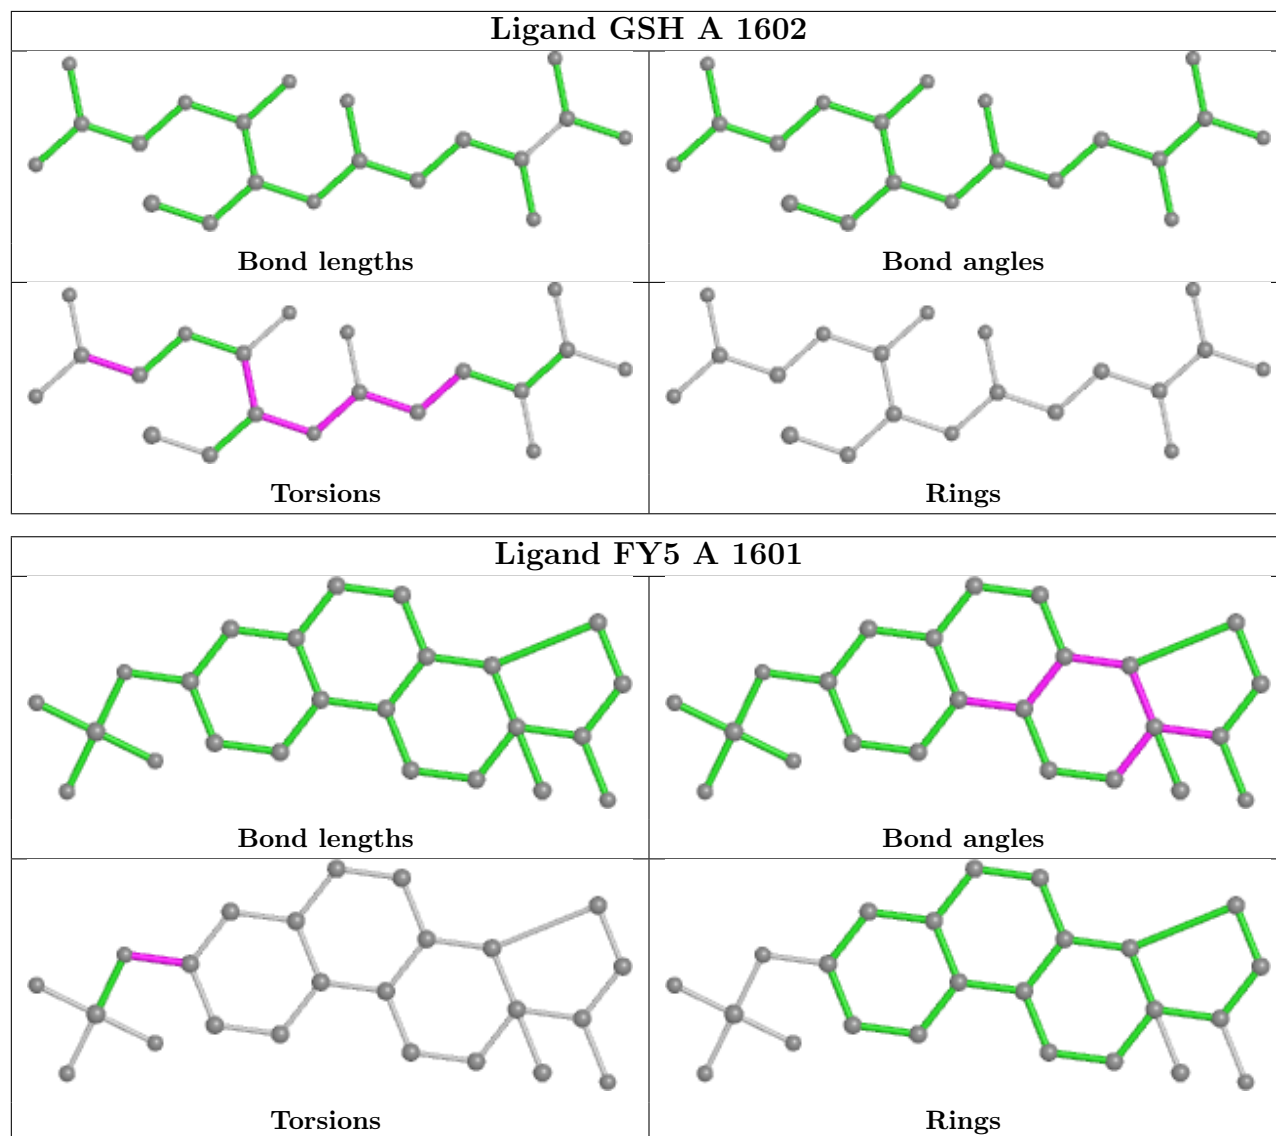 Ligand GSH A 1602
Bond lengths
Bond angles
Torsions
Rings
Ligand FY5 A 1601
Bond lengths
Bond angles
Torsions
Rings